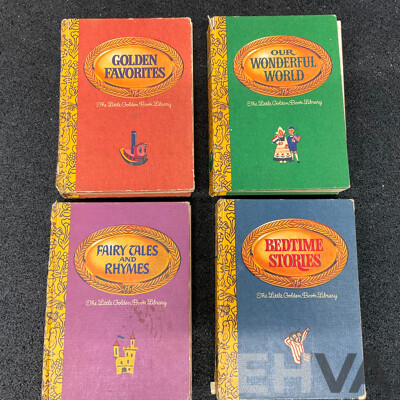 GOLDEN
FAVORITES
The Little Golden Book Library
OUR
WONDERFUL
WORLD
The Little Golden Book Library
FAIRY TALES
AND
RHYMES
The Little Golden Book Library
BEDTIME
STORIES
The Little Golden Book Library
EHVA